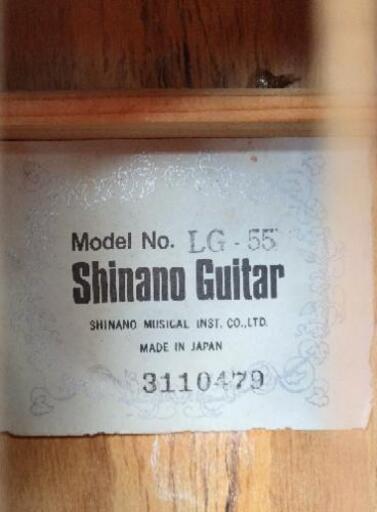 Model No. LG-55
Shinano Guitar
SHINANO MUSICAL INST. CO.,LTD.
MADE IN JAPAN
3110479